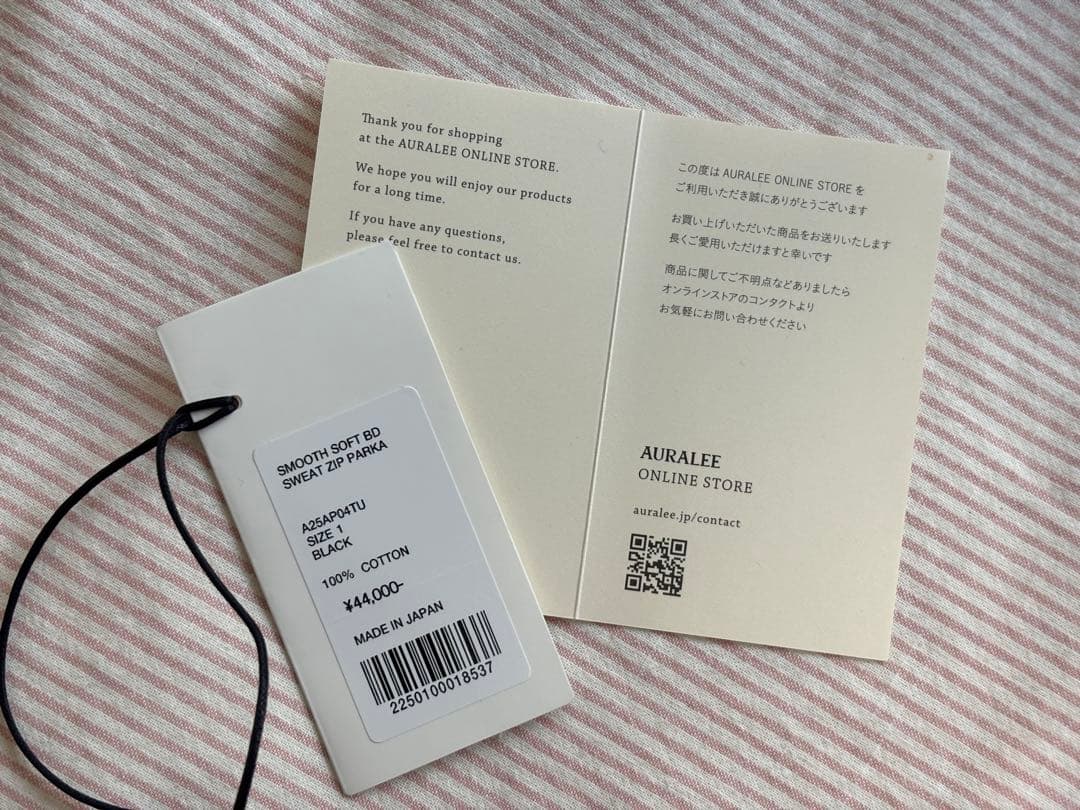 Thank you for shopping
at the AURALEE ONLINE STORE.
We hope you will enjoy our products
for a long time.
If you have any questions,
please feel free to contact us.
この度は AURALEE ONLINE STORE を
ご利用いただき誠にありがとうございます
お買い上げいただいた商品をお送りいたします
長くご愛用いただけますと幸いです
商品に関してご不明点などありましたら
オンラインストアのコンタクトより
お気軽にお問い合わせください
AURALEE
ONLINE STORE
auralee.jp/contact
SMOOTH SOFT BD
SWEAT ZIP PARKA
A25AP04TU
SIZE 1
BLACK
100% COTTON
¥44,000-
MADE IN JAPAN
2250100018537